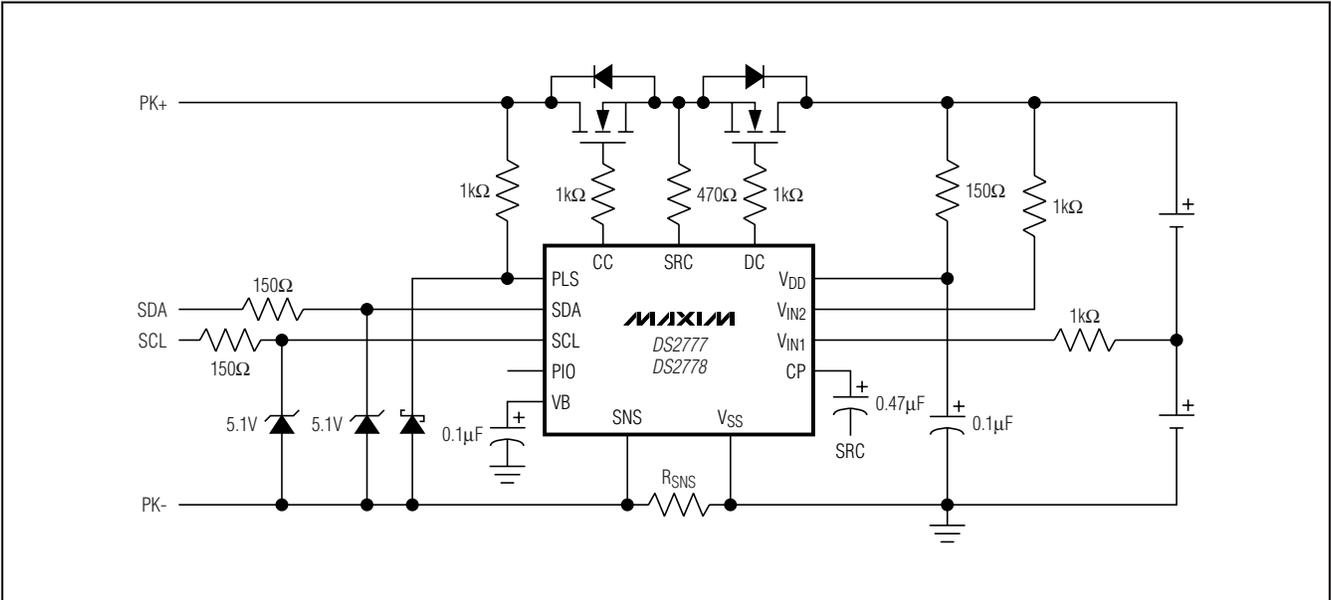 PK+
1kΩ
1kΩ
470Ω
1kΩ
150Ω
1kΩ
+
CC
SRC
DC
PLS
VDD
150Ω
SDA
SDA
MAXIM
VIN2
1kΩ
SCL
SCL
DS2777
VIN1
150Ω
DS2778
PIO
CP
+
VB
0.47µF
+
+
5.1V
5.1V
0.1µF
+
SNS
VSS
0.1µF
SRC
RSNS
PK-